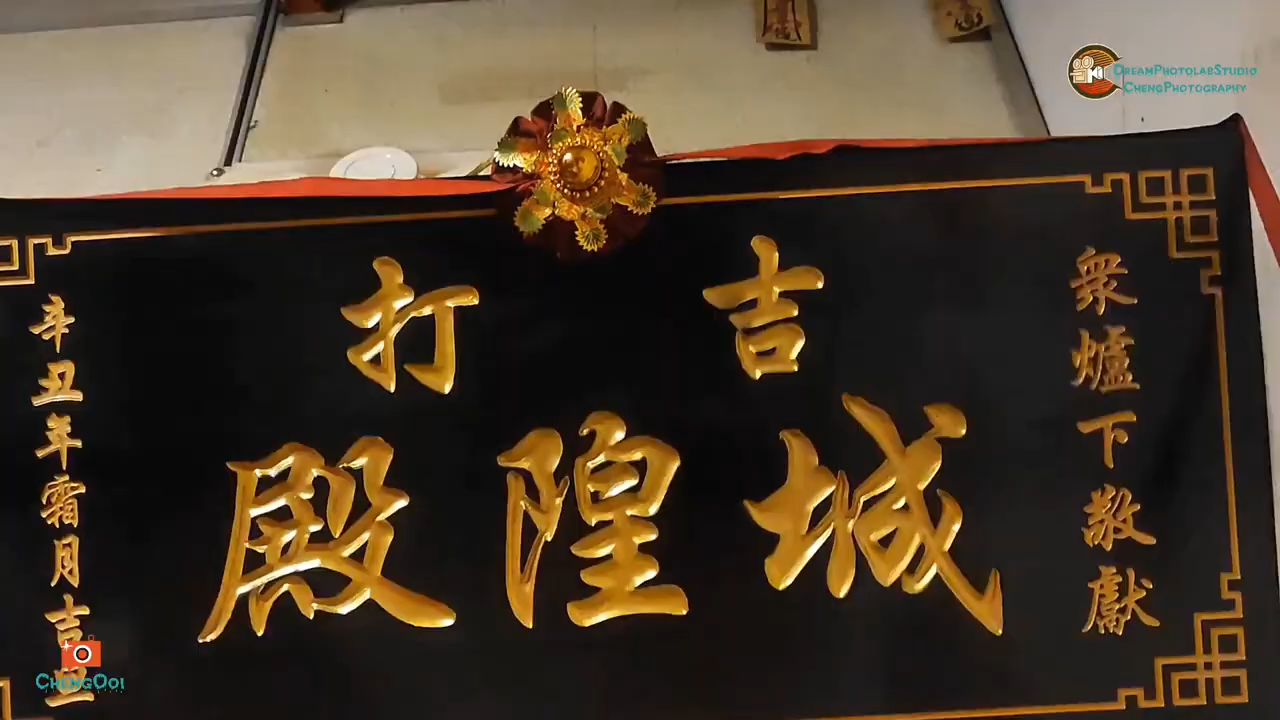 吉打
城隍殿
衆爐下敬獻
辛丑年霜月吉旦
DreamPhotolabStudio
ChengPhotography
ChengOoi